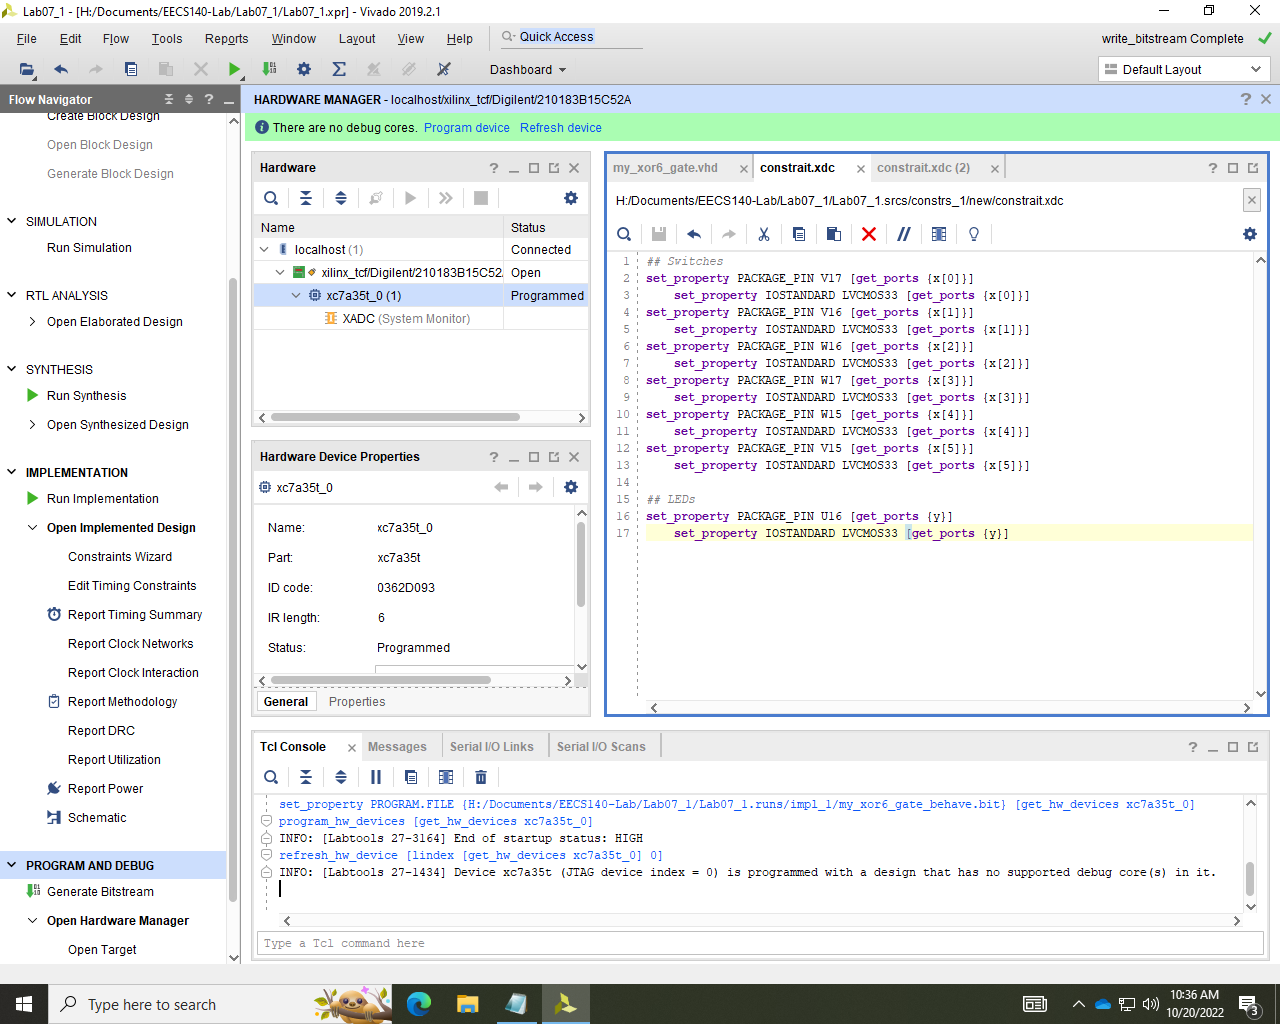 Lab07_1 - [H:/Documents/EECS140-Lab/Lab07_1/Lab07_1.xpr] - Vivado 2019.2.1
File Edit Flow Tools Reports Window Layout View Help Quick Access write_bitstream Complete
Dashboard Default Layout
Flow Navigator
HARDWARE MANAGER - localhost/xilinx_tcf/Digilent/210183B15C52A
There are no debug cores. Program device Refresh device
Create Block Design
Open Block Design
Generate Block Design
SIMULATION
Run Simulation
RTL ANALYSIS
Open Elaborated Design
SYNTHESIS
Run Synthesis
Open Synthesized Design
IMPLEMENTATION
Run Implementation
Open Implemented Design
Constraints Wizard
Edit Timing Constraints
Report Timing Summary
Report Clock Networks
Report Clock Interaction
Report Methodology
Report DRC
Report Utilization
Report Power
Schematic
PROGRAM AND DEBUG
Generate Bitstream
Open Hardware Manager
Open Target
Hardware
Name Status
localhost (1) Connected
xilinx_tcf/Digilent/210183B15C52 Open
xc7a35t_0 (1) Programmed
XADC (System Monitor)
Hardware Device Properties
xc7a35t_0
Name: xc7a35t_0
Part: xc7a35t
ID code: 0362D093
IR length: 6
Status: Programmed
General Properties
my_xor6_gate.vhd constrait.xdc constrait.xdc (2)
H:/Documents/EECS140-Lab/Lab07_1/Lab07_1.srcs/constrs_1/new/constrait.xdc
1 ## Switches
2 set_property PACKAGE_PIN V17 [get_ports {x[0]}]
3 set_property IOSTANDARD LVCMOS33 [get_ports {x[0]}]
4 set_property PACKAGE_PIN V16 [get_ports {x[1]}]
5 set_property IOSTANDARD LVCMOS33 [get_ports {x[1]}]
6 set_property PACKAGE_PIN W16 [get_ports {x[2]}]
7 set_property IOSTANDARD LVCMOS33 [get_ports {x[2]}]
8 set_property PACKAGE_PIN W17 [get_ports {x[3]}]
9 set_property IOSTANDARD LVCMOS33 [get_ports {x[3]}]
10 set_property PACKAGE_PIN W15 [get_ports {x[4]}]
11 set_property IOSTANDARD LVCMOS33 [get_ports {x[4]}]
12 set_property PACKAGE_PIN V15 [get_ports {x[5]}]
13 set_property IOSTANDARD LVCMOS33 [get_ports {x[5]}]
14
15 ## LEDs
16 set_property PACKAGE_PIN U16 [get_ports {y}]
17 set_property IOSTANDARD LVCMOS33 [get_ports {y}]
Tcl Console Messages Serial I/O Links Serial I/O Scans
set_property PROGRAM.FILE {H:/Documents/EECS140-Lab/Lab07_1/Lab07_1.runs/impl_1/my_xor6_gate_behave.bit} [get_hw_devices xc7a35t_0]
program_hw_devices [get_hw_devices xc7a35t_0]
INFO: [Labtools 27-3164] End of startup status: HIGH
refresh_hw_device [lindex [get_hw_devices xc7a35t_0] 0]
INFO: [Labtools 27-1434] Device xc7a35t (JTAG device index = 0) is programmed with a design that has no supported debug core(s) in it.
Type a Tcl command here
Type here to search
10:36 AM
10/20/2022
3